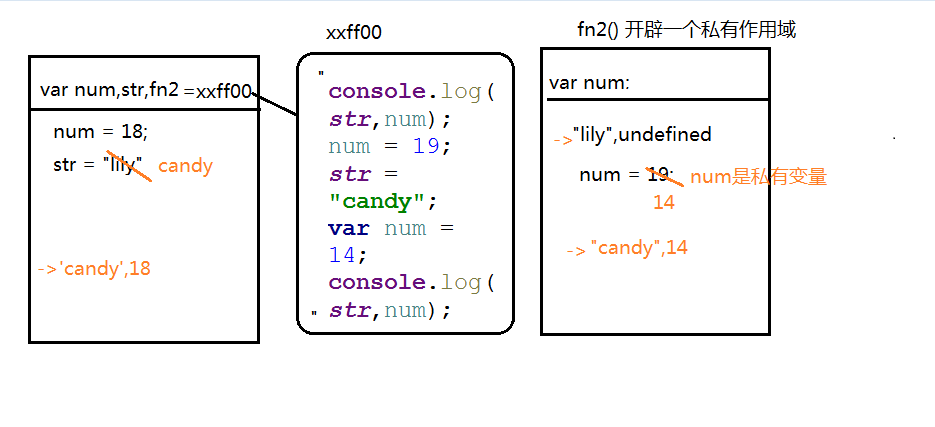 xxff00
fn2() 开辟一个私有作用域
var num,str,fn2 =xxff00
num = 18;
str = "lily" candy
->'candy',18
"
console.log(
str,num);
num = 19;
str =
"candy";
var num =
14;
console.log(
str,num);
"
var num:
->"lily",undefined
num = 19; num是私有变量
14
-> "candy",14